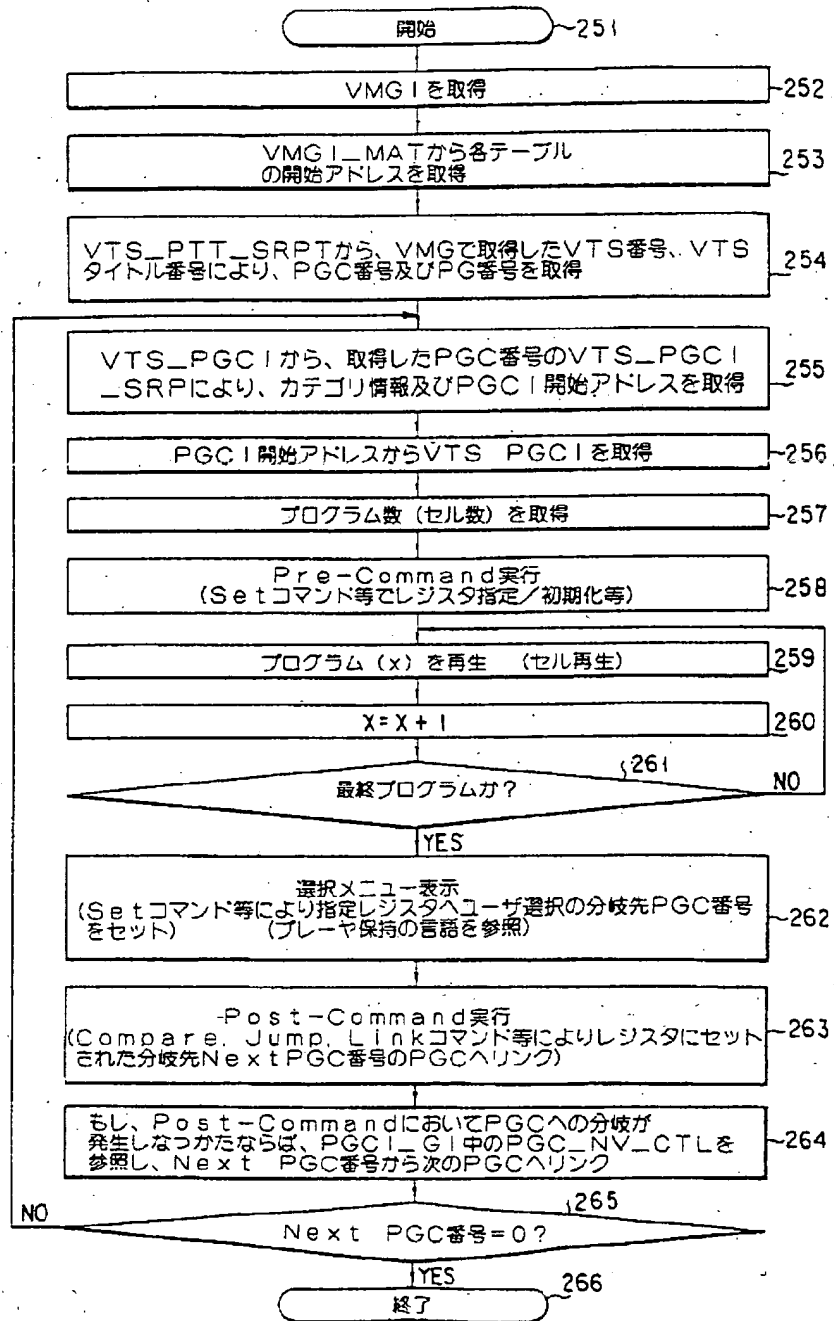 開始
251
VMGIを取得
252
VMGI_MATから各テーブル
の開始アドレスを取得
253
VTS_PTT_SRPTから、VMGで取得したVTS番号、VTS
タイトル番号により、PGC番号及びPG番号を取得
254
VTS_PGCIから、取得したPGC番号のVTS_PGCI
_SRPにより、カテゴリ情報及びPGCI開始アドレスを取得
255
PGCI開始アドレスからVTS PGCIを取得
256
プログラム数(セル数)を取得
257
Pre-Command実行
(Setコマンド等でレジスタ指定/初期化等)
258
プログラム(x)を再生 (セル再生)
259
X=X+1
260
最終プログラムか?
261
NO
YES
選択メニュー表示
(Setコマンド等により指定レジスタへユーザ選択の分岐先PGC番号
をセット) (プレーヤ保持の言語を参照)
262
Post-Command実行
(Compare, Jump, Linkコマンド等によりレジスタにセット
された分岐先NextPGC番号のPGCへリンク)
263
もし、Post-CommandにおいてPGCへの分岐が
発生しなつかたならば、PGCI_GI中のPGC_NV_CTLを
参照し、Next PGC番号から次のPGCへリンク
264
NO
265
Next PGC番号=0?
YES
終了
266